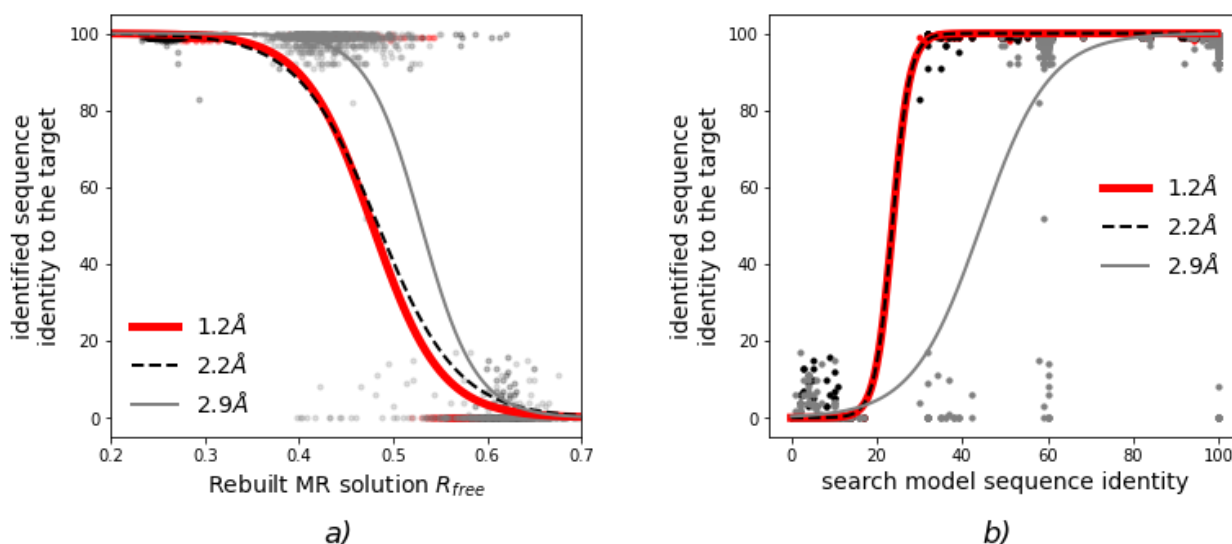 identified sequence
identity to the target
100
80
60
40
20
0
1.2Å
2.2Å
2.9Å
0.2 0.3 0.4 0.5 0.6 0.7
Rebuilt MR solution R_free
a)
identified sequence
identity to the target
100
80
60
40
20
0
1.2Å
2.2Å
2.9Å
0 20 40 60 80 100
search model sequence identity
b)